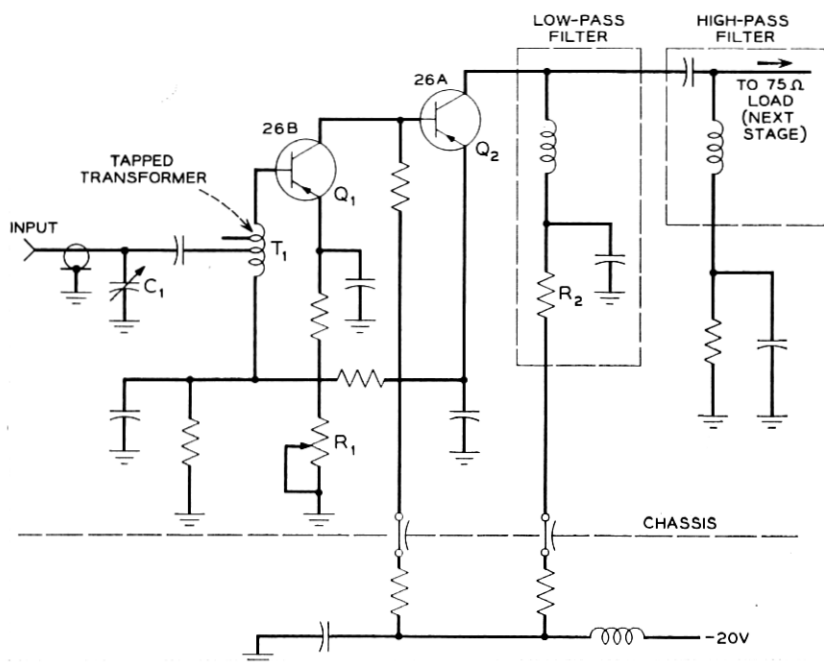 LOW-PASS
FILTER
HIGH-PASS
FILTER
26A
26B
TO 75Ω
LOAD
(NEXT
STAGE)
TAPPED
TRANSFORMER
Q2
Q1
INPUT
T1
C1
R2
R1
CHASSIS
-20V